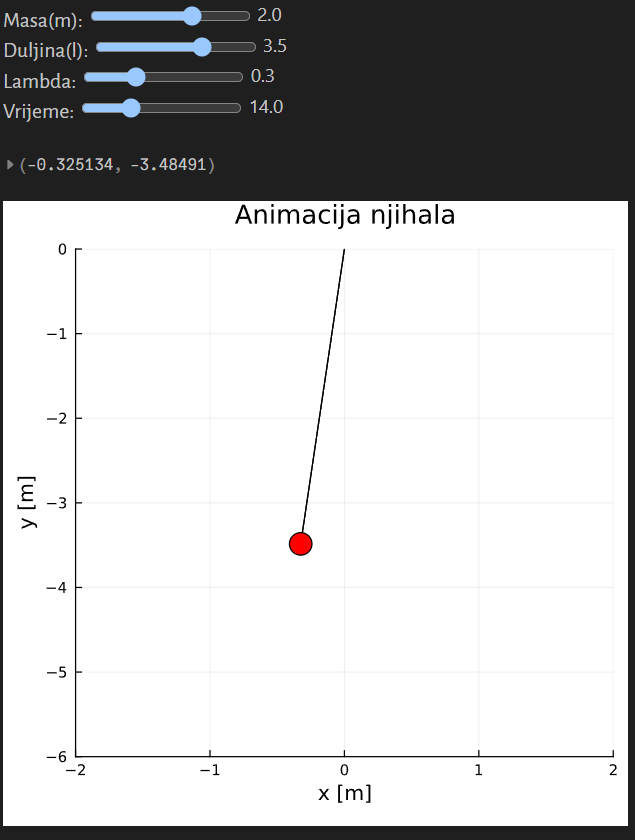 Masa(m): 2.0
Duljina(l): 3.5
Lambda: 0.3
Vrijeme: 14.0
(-0.325134, -3.48491)
Animacija njihala
0
−1
−2
−3
−4
−5
−6
y [m]
−2 −1 0 1 2
x [m]